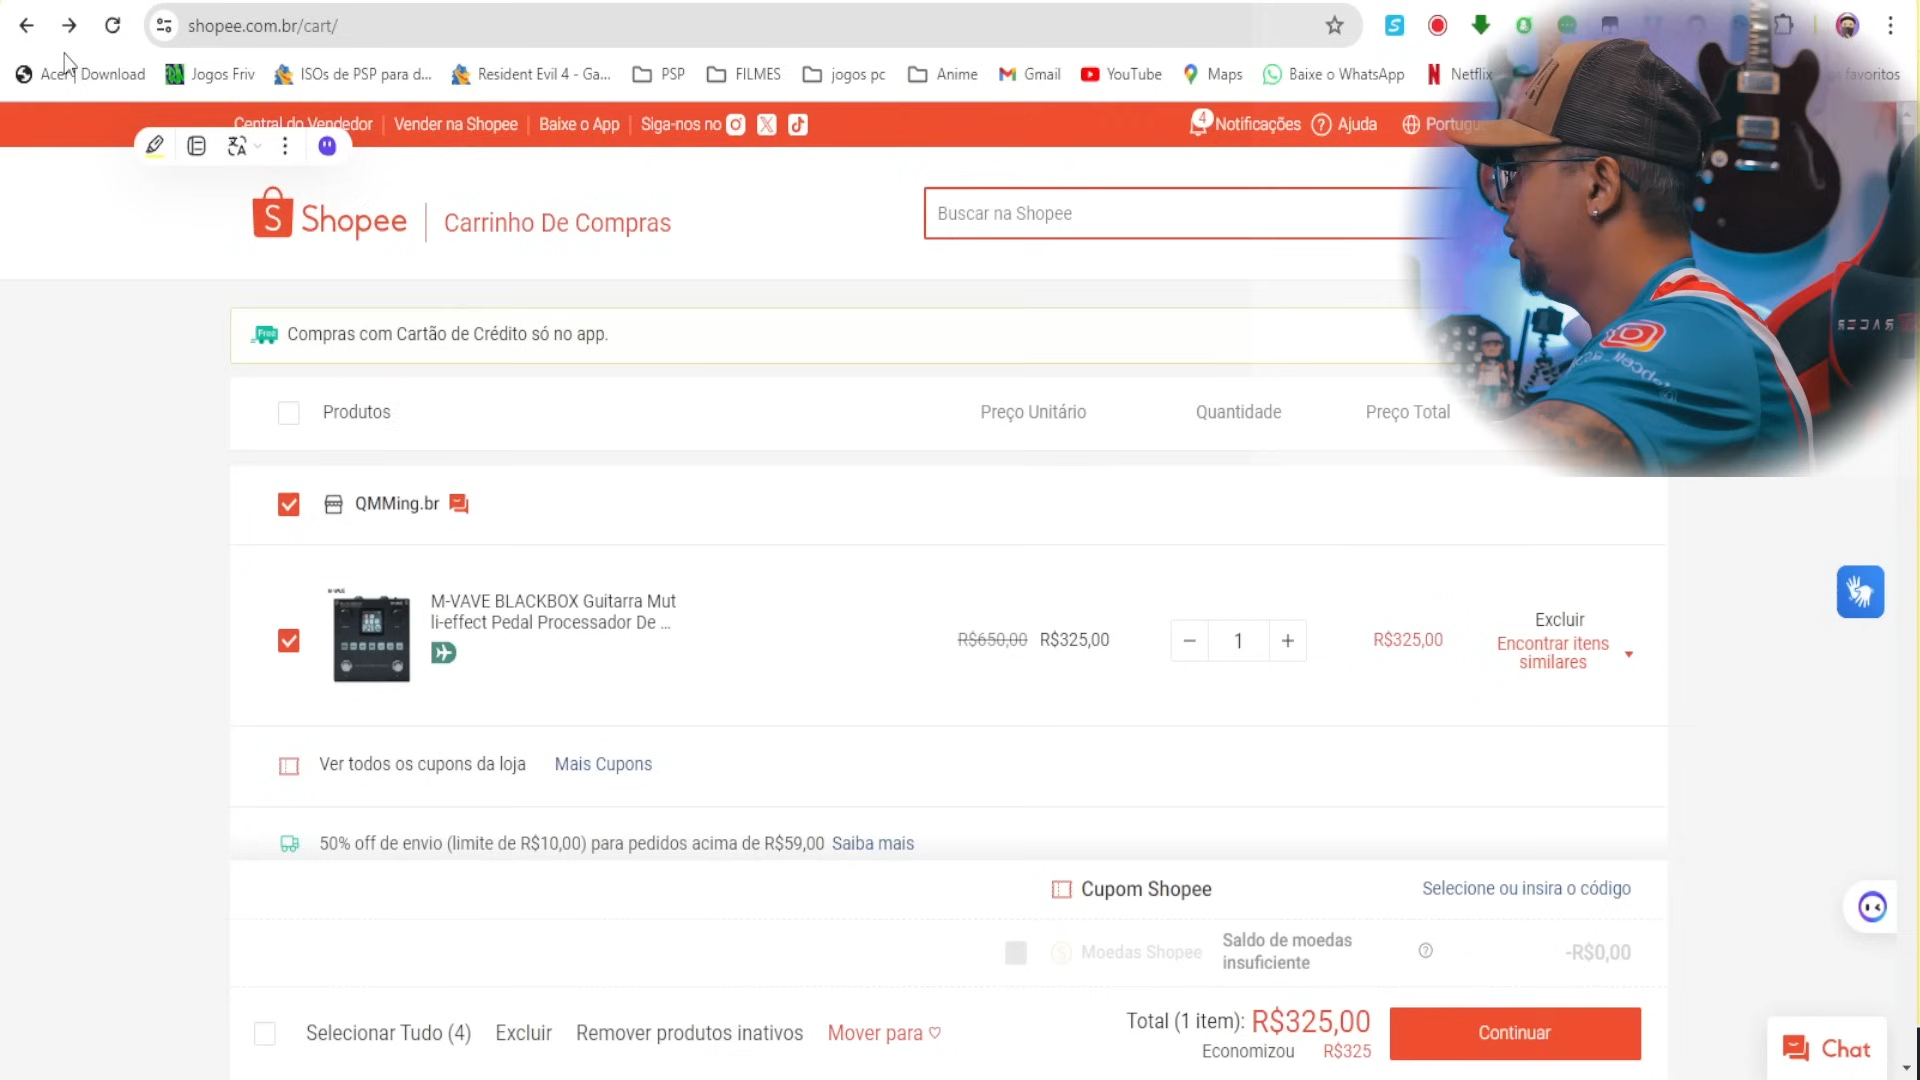 shopee.com.br/cart/
Download
Jogos Friv
ISOs de PSP para d...
Resident Evil 4 - Ga...
PSP
FILMES
jogos pc
Anime
Gmail
YouTube
Maps
Baixe o WhatsApp
Netflix
favoritos
Central do Vendedor
Vender na Shopee
Baixe o App
Siga-nos no
4
Notificações
Ajuda
Shopee
Carrinho De Compras
Buscar na Shopee
Free
Compras com Cartão de Crédito só no app.
Produtos
Preço Unitário
Quantidade
Preço Total
QMMing.br
M-VAVE BLACKBOX Guitarra Mut
li-effect Pedal Processador De ...
R$650,00 R$325,00
1
R$325,00
Excluir
Encontrar itens
similares
Ver todos os cupons da loja
Mais Cupons
50% off de envio (limite de R$10,00) para pedidos acima de R$59,00 Saiba mais
Cupom Shopee
Selecione ou insira o código
Moedas Shopee
Saldo de moedas
insuficiente
-R$0,00
Selecionar Tudo (4)
Excluir
Remover produtos inativos
Mover para
Total (1 item): R$325,00
Economizou R$325
Continuar
Chat